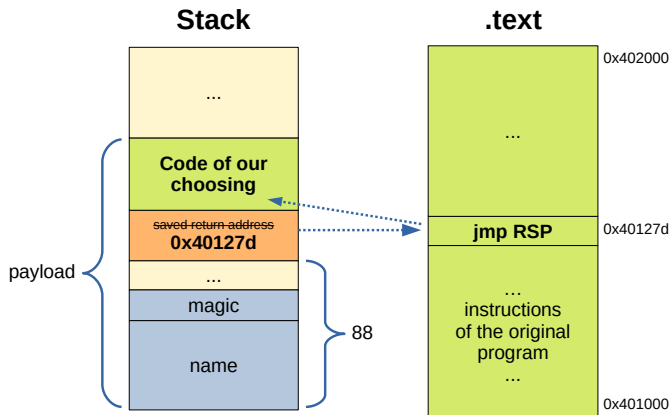 Stack
.text
0x402000
...
...
Code of our
choosing
saved return address
0x40127d
jmp RSP
0x40127d
payload
...
magic
88
name
...
instructions
of the original
program
...
0x401000